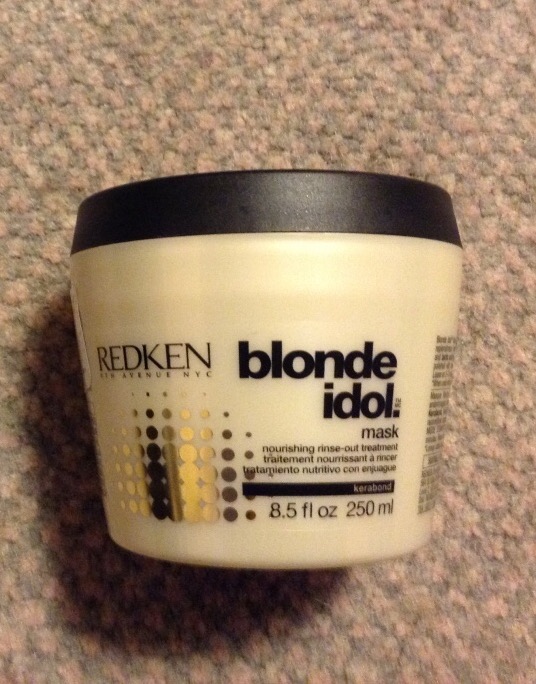 REDKEN
5TH AVENUE NYC
blonde
idol.
mask
nourishing rinse-out treatment
traitement nourrissant à rincer
tratamiento nutritivo con enjuague
kerabond
8.5 fl oz 250 ml